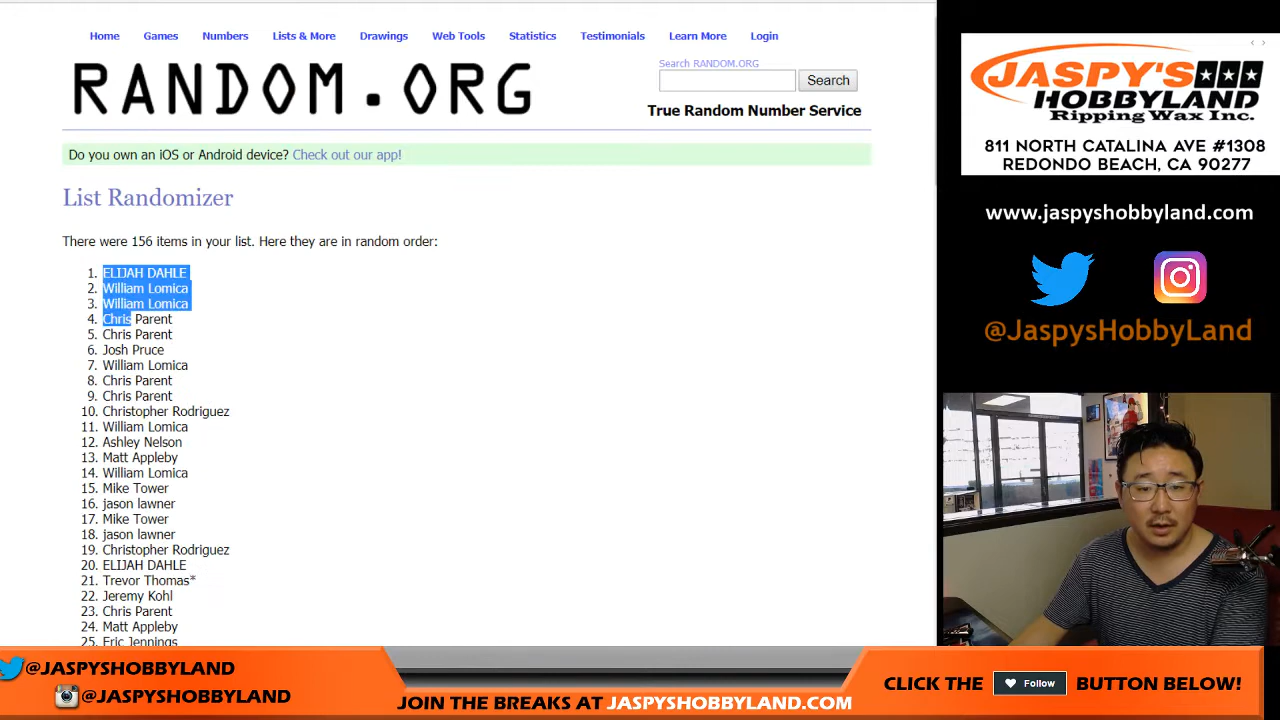 Home Games Numbers Lists & More Drawings Web Tools Statistics Testimonials Learn More Login
RANDOM.ORG
Search RANDOM.ORG
Search
True Random Number Service
Do you own an iOS or Android device? Check out our app!
List Randomizer
There were 156 items in your list. Here they are in random order:
1. ELIJAH DAHLE
2. William Lomica
3. William Lomica
4. Chris Parent
5. Chris Parent
6. Josh Pruce
7. William Lomica
8. Chris Parent
9. Chris Parent
10. Christopher Rodriguez
11. William Lomica
12. Ashley Nelson
13. Matt Appleby
14. William Lomica
15. Mike Tower
16. jason lawner
17. Mike Tower
18. jason lawner
19. Christopher Rodriguez
20. ELIJAH DAHLE
21. Trevor Thomas*
22. Jeremy Kohl
23. Chris Parent
24. Matt Appleby
25. Eric Jennings
JASPY'S
HOBBYLAND
Ripping Wax Inc.
811 NORTH CATALINA AVE #1308
REDONDO BEACH, CA 90277
www.jaspyshobbyland.com
@JaspysHobbyLand
@JASPYSHOBBYLAND
@JASPYSHOBBYLAND
JOIN THE BREAKS AT JASPYSHOBBYLAND.COM
CLICK THE Follow BUTTON BELOW!